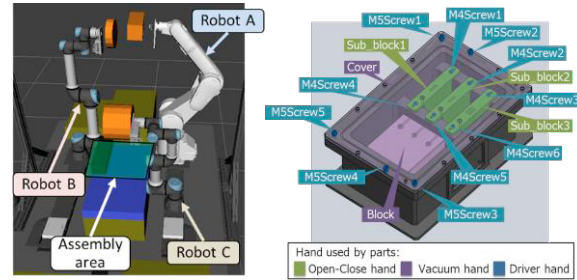 Robot A
Robot B
Assembly
area
Robot C
M5Screw1
M4Screw1
M5Screw2
Sub_block1
M4Screw2
Cover
Sub_block2
M4Screw4
M4Screw3
M5Screw5
Sub_block3
M4Screw6
M5Screw4
M4Screw5
Block
M5Screw3
Hand used by parts:
Open-Close hand
Vacuum hand
Driver hand